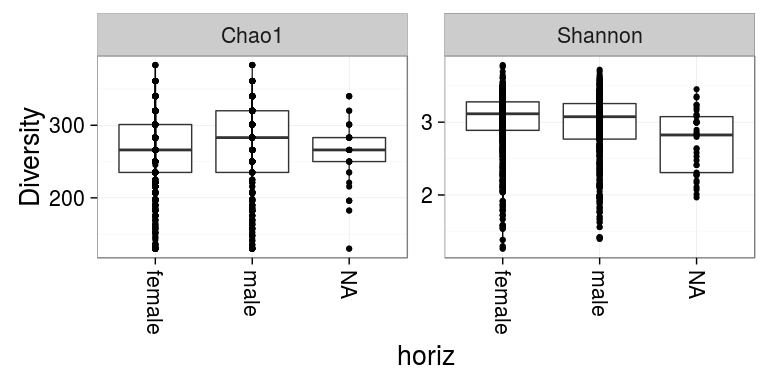 Chao1
Shannon
Diversity
300
200
3
2
female
male
NA
female
male
NA
horiz